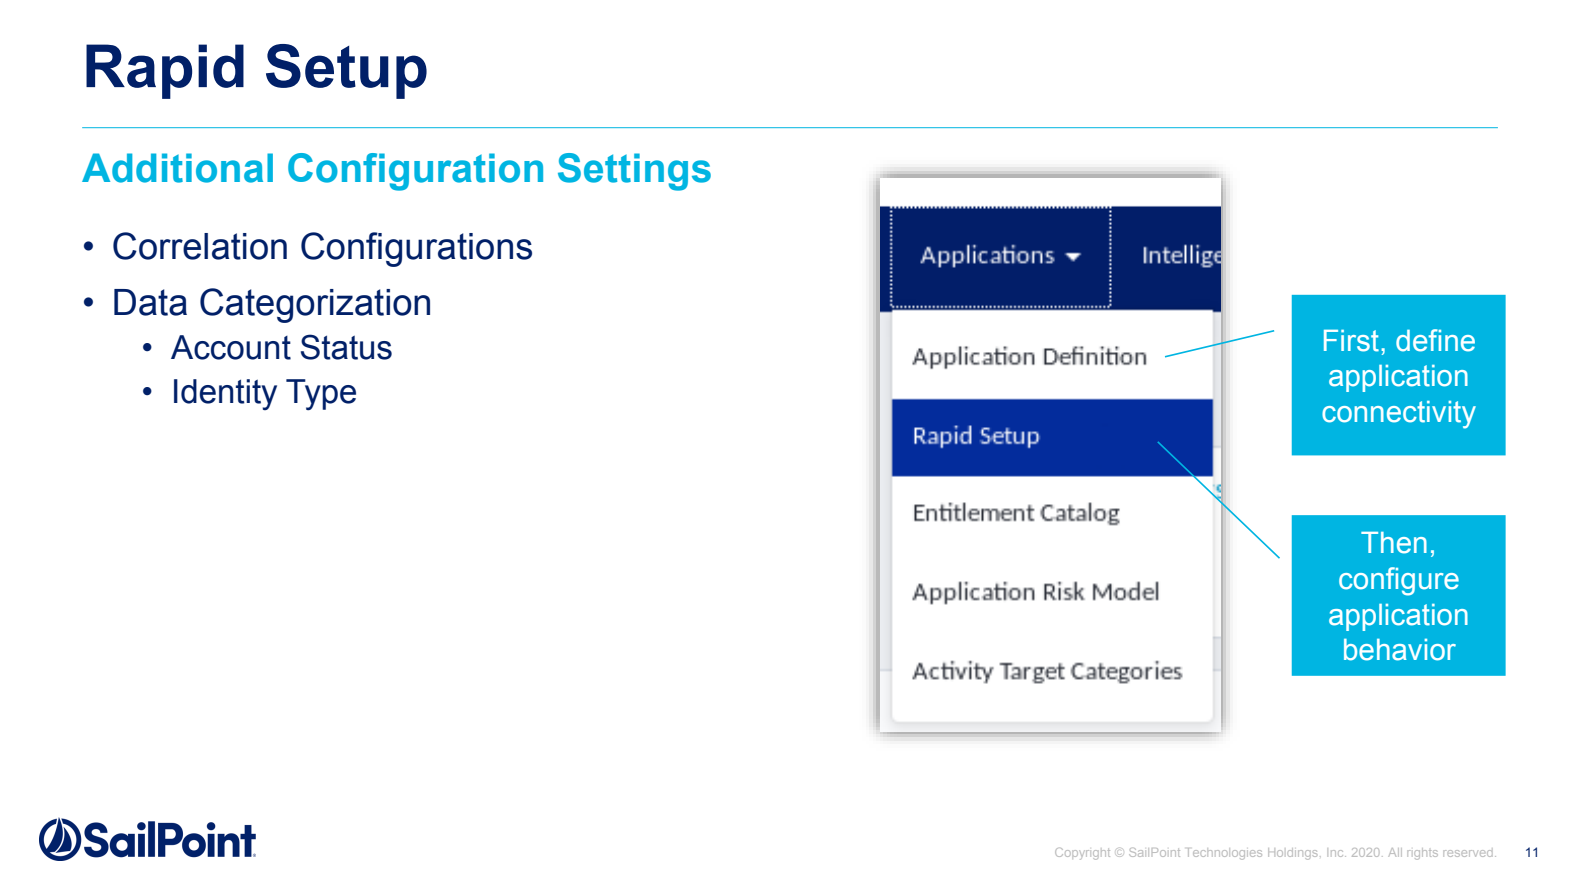 Rapid Setup
Additional Configuration Settings
• Correlation Configurations
• Data Categorization
• Account Status
• Identity Type
Applications
Intellige
Application Definition
Rapid Setup
Entitlement Catalog
Application Risk Model
Activity Target Categories
First, define
application
connectivity
Then,
configure
application
behavior
SailPoint
Copyright © SailPoint Technologies Holdings, Inc. 2020. All rights reserved.
11